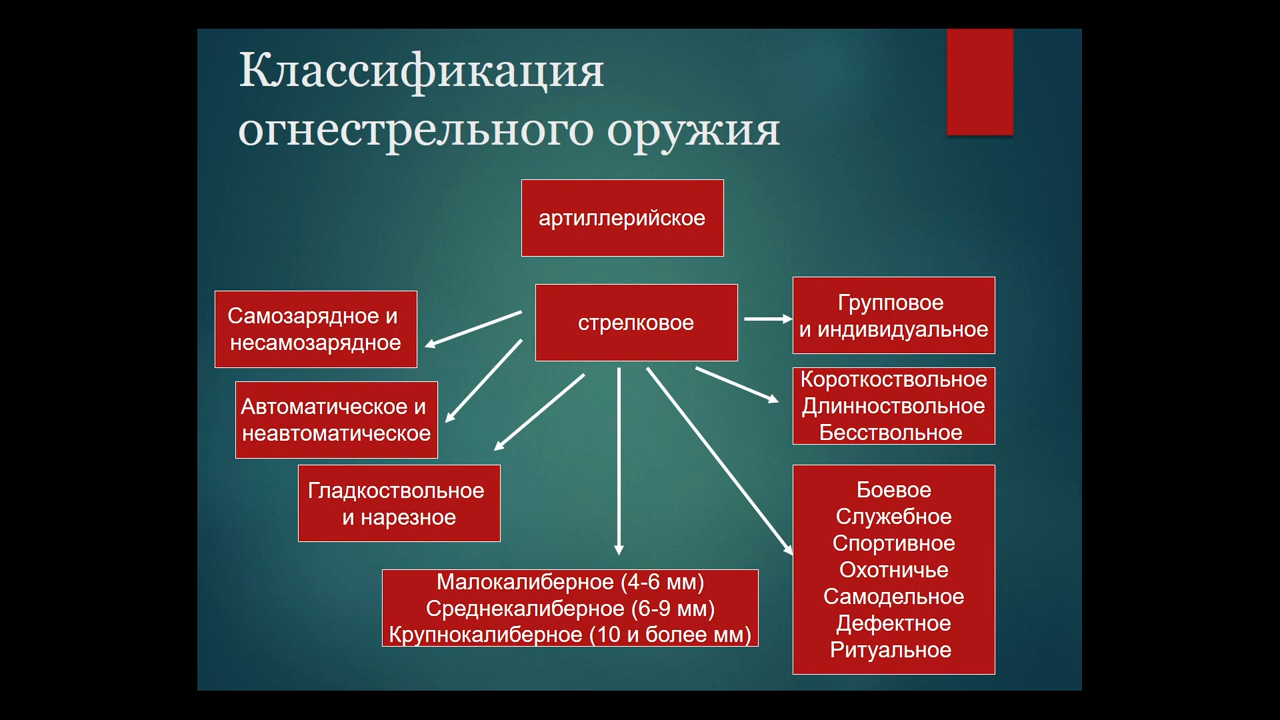 Классификация
огнестрельного оружия
артиллерийское
стрелковое
Самозарядное и
несамозарядное
Автоматическое и
неавтоматическое
Гладкоствольное
и нарезное
Малокалиберное (4-6 мм)
Среднекалиберное (6-9 мм)
Крупнокалиберное (10 и более мм)
Групповое
и индивидуальное
Короткоствольное
Длинноствольное
Бесствольное
Боевое
Служебное
Спортивное
Охотничье
Самодельное
Дефектное
Ритуальное